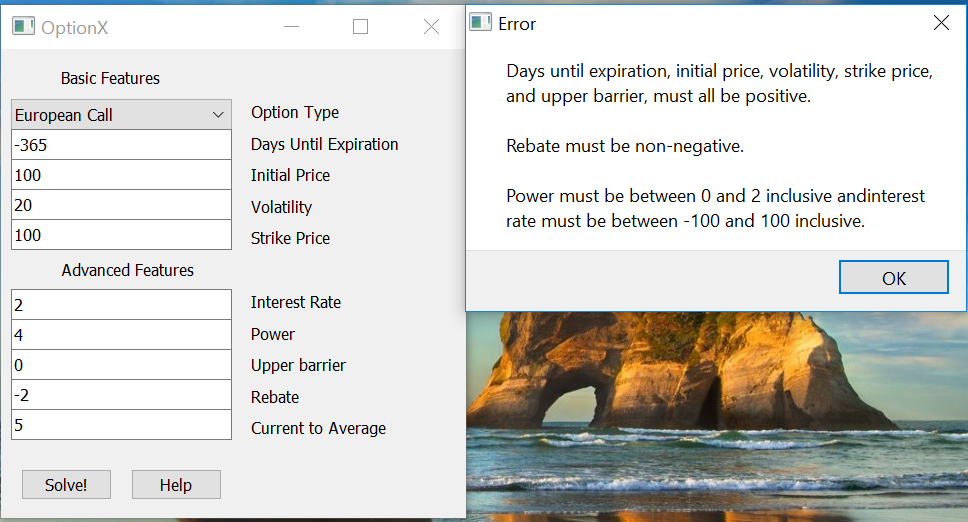 OptionX
Basic Features
European Call
Option Type
-365
Days Until Expiration
100
Initial Price
20
Volatility
100
Strike Price
Advanced Features
2
Interest Rate
4
Power
0
Upper barrier
-2
Rebate
5
Current to Average
Solve!
Help
Error
Days until expiration, initial price, volatility, strike price,
and upper barrier, must all be positive.
Rebate must be non-negative.
Power must be between 0 and 2 inclusive andinterest
rate must be between -100 and 100 inclusive.
OK